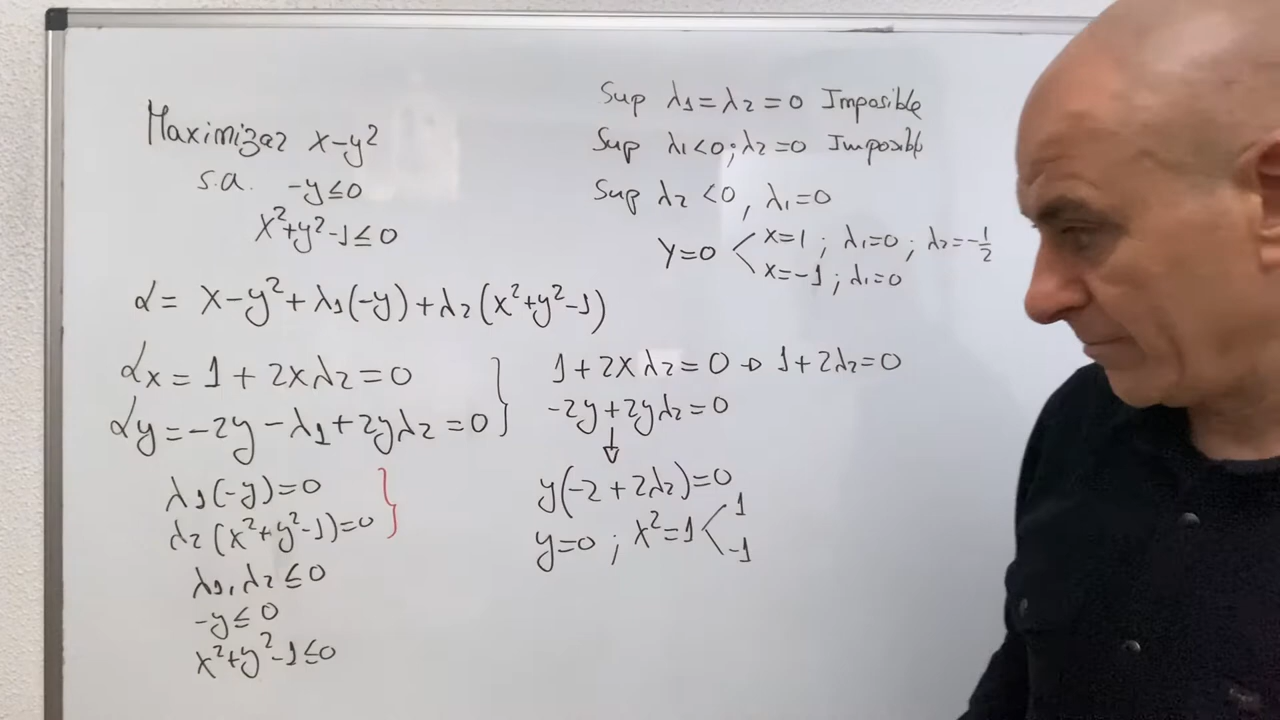 Maximizar x-y²
s.a. -y≤0
x²+y²-1≤0
α= x-y²+λ1(-y)+λ2(x²+y²-1)
αx=1+2xλ2=0
αy=-2y-λ1+2yλ2=0
λ1(-y)=0
λ2(x²+y²-1)=0
λ1,λ2≤0
-y≤0
x²+y²-1≤0
Sup λ1=λ2=0 Imposible
Sup λ1<0;λ2=0 Imposible
Sup λ2<0, λ1=0
y=0 < x=1; λ1=0; λ2=-1/2
x=-1; λ1=0
1+2xλ2=0 → 1+2λ2=0
-2y+2yλ2=0
↓
y(-2+2λ2)=0
y=0; x²=1 < 1
-1